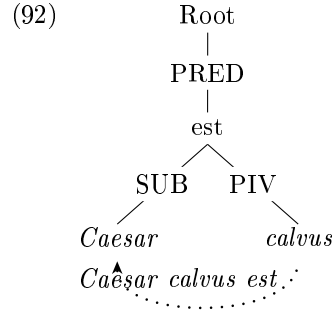 (92) Root
PRED
est
SUB PIV
Caesar calvus
Caesar calvus est